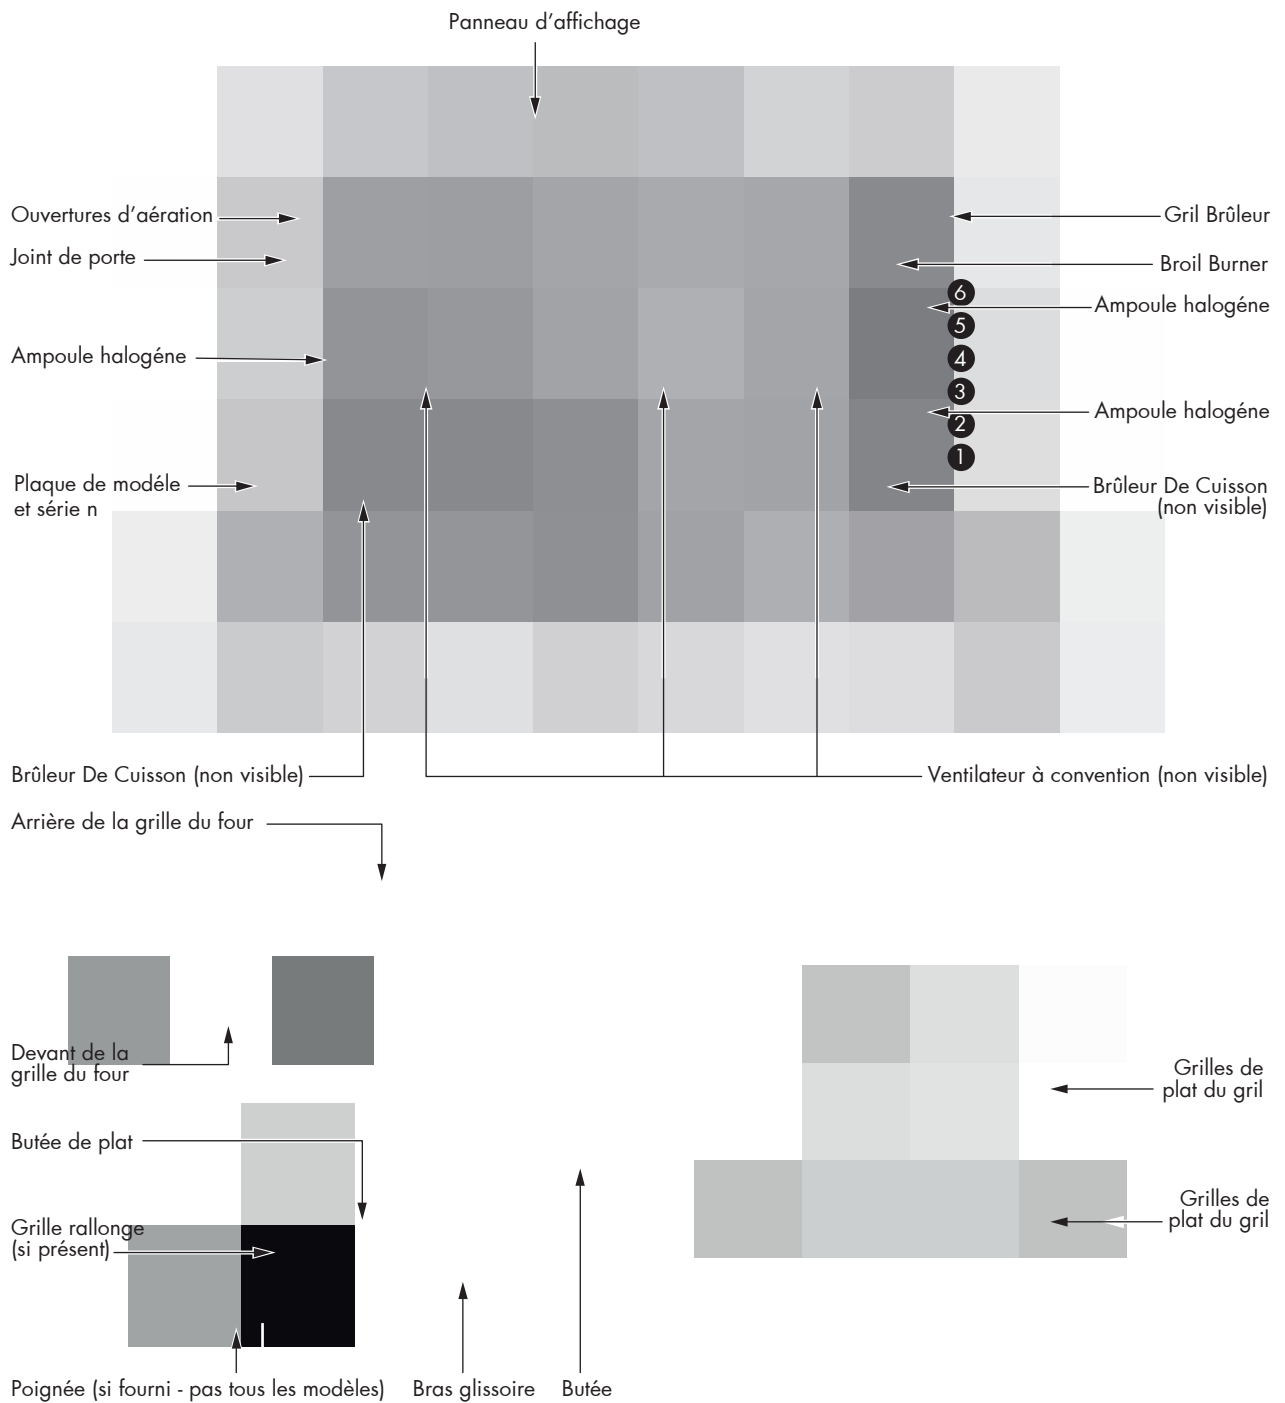 Panneau d'affichage
Ouvertures d'aération
Gril Brûleur
Joint de porte
Broil Burner
6
Ampoule halogéne
5
Ampoule halogéne
4
3
Ampoule halogéne
2
1
Plaque de modéle
et série n
Brûleur De Cuisson
(non visible)
Brûleur De Cuisson (non visible)
Ventilateur à convention (non visible)
Arrière de la grille du four
Devant de la
grille du four
Grilles de
plat du gril
Butée de plat
Grilles de
plat du gril
Grille rallonge
(si présent)
Poignée (si fourni - pas tous les modèles)
Bras glissoire
Butée